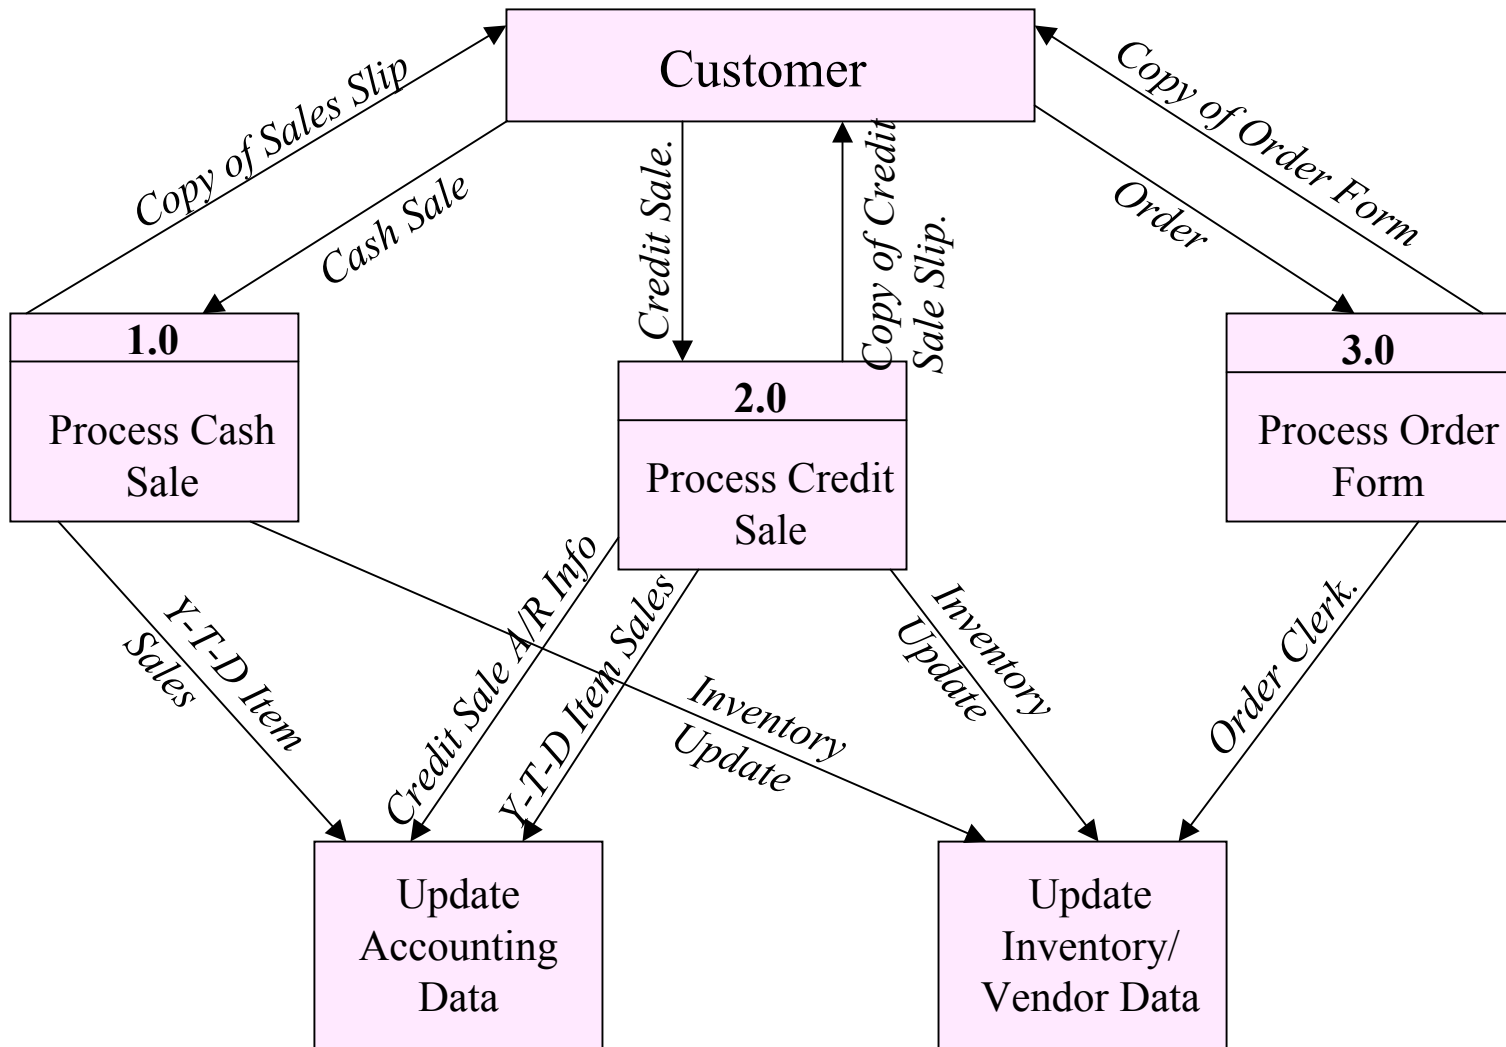 Customer
Copy of Sales Slip
Cash Sale
Credit Sale.
Copy of Credit
Sale Slip.
Order
Copy of Order Form
1.0
Process Cash
Sale
2.0
Process Credit
Sale
3.0
Process Order
Form
Y-T-D Item
Sales
Credit Sale A/R Info
Y-T-D Item Sales
Inventory
Update
Inventory
Update
Order Clerk.
Update
Accounting
Data
Update
Inventory/
Vendor Data